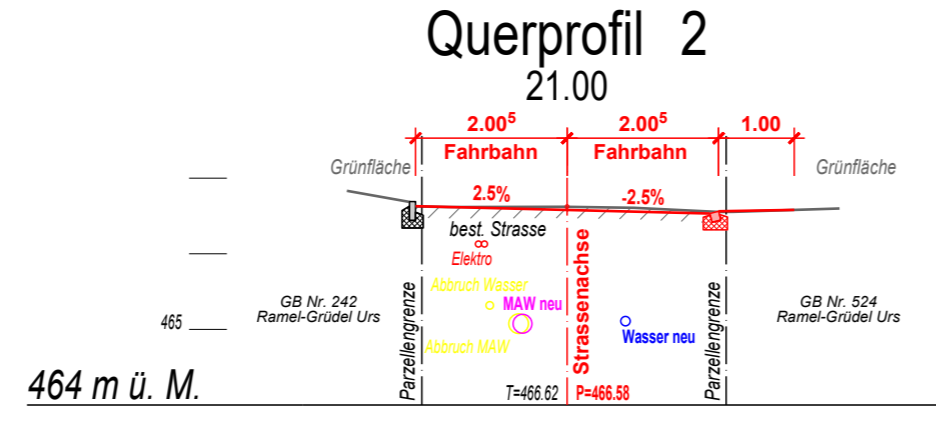 Querprofil 2
21.00
2.00⁵ 2.00⁵ 1.00
Fahrbahn Fahrbahn
Grünfläche Grünfläche
2.5% -2.5%
best. Strasse
Elektro
Abbruch Wasser
MAW neu
Abbruch MAW
Wasser neu
Strassenachse
Parzellengrenze
Parzellengrenze
GB Nr. 242
Ramel-Grüdel Urs
GB Nr. 524
Ramel-Grüdel Urs
465
464 m ü. M.
T=466.62 P=466.58